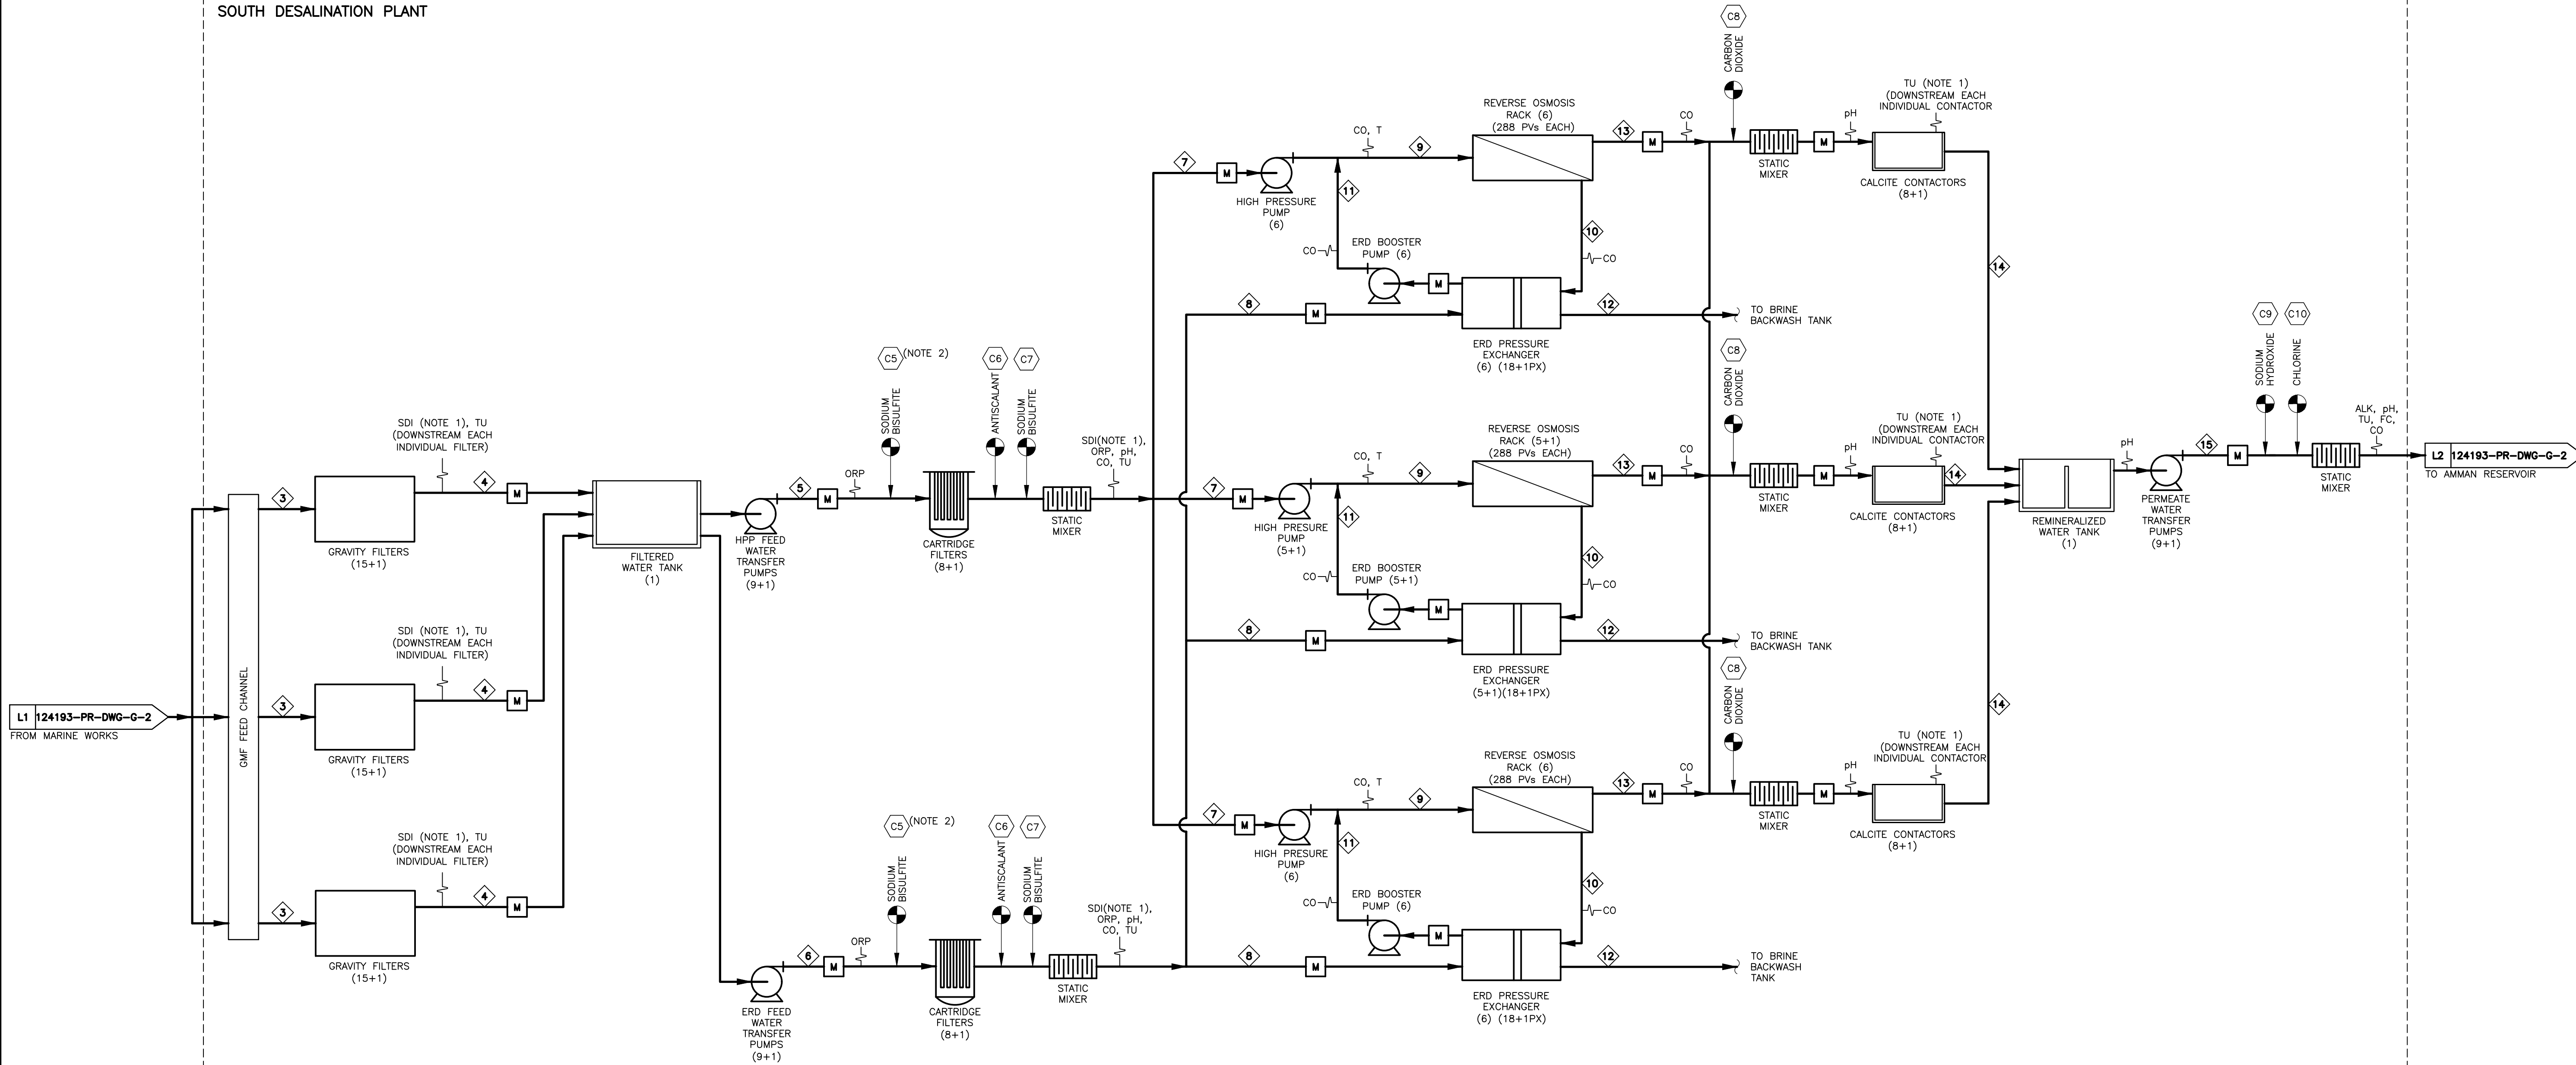 SOUTH DESALINATION PLANT
L1 124193-PR-DWG-G-2
FROM MARINE WORKS
GMF FEED CHANNEL
3
GRAVITY FILTERS
(15+1)
SDI (NOTE 1), TU
(DOWNSTREAM EACH
INDIVIDUAL FILTER)
4
M
3
GRAVITY FILTERS
(15+1)
SDI (NOTE 1), TU
(DOWNSTREAM EACH
INDIVIDUAL FILTER)
4
M
3
GRAVITY FILTERS
(15+1)
SDI (NOTE 1), TU
(DOWNSTREAM EACH
INDIVIDUAL FILTER)
4
M
FILTERED
WATER TANK
(1)
HPP FEED
WATER
TRANSFER
PUMPS
(9+1)
5
M
ORP
C5 (NOTE 2)
SODIUM
BISULFITE
CARTRIDGE
FILTERS
(8+1)
C6
ANTISCALANT
C7
SODIUM
BISULFITE
STATIC
MIXER
SDI(NOTE 1),
ORP, pH,
CO, TU
ERD FEED
WATER
TRANSFER
PUMPS
(9+1)
6
M
ORP
C5 (NOTE 2)
SODIUM
BISULFITE
CARTRIDGE
FILTERS
(8+1)
C6
ANTISCALANT
C7
SODIUM
BISULFITE
STATIC
MIXER
SDI(NOTE 1),
ORP, pH,
CO, TU
7
M
HIGH PRESSURE
PUMP
(6)
CO, T
9
11
REVERSE OSMOSIS
RACK (6)
(288 PVs EACH)
10
CO
CO
ERD BOOSTER
PUMP (6)
M
8
M
ERD PRESSURE
EXCHANGER
(6) (18+1PX)
12
TO BRINE
BACKWASH TANK
13
M
CO
C8
CARBON
DIOXIDE
STATIC
MIXER
M
pH
TU (NOTE 1)
(DOWNSTREAM EACH
INDIVIDUAL CONTACTOR
CALCITE CONTACTORS
(8+1)
14
7
M
HIGH PRESURE
PUMP
(5+1)
CO, T
9
11
REVERSE OSMOSIS
RACK (5+1)
(288 PVs EACH)
10
CO
CO
ERD BOOSTER
PUMP (5+1)
M
8
M
ERD PRESSURE
EXCHANGER
(5+1)(18+1PX)
12
TO BRINE
BACKWASH TANK
13
M
CO
C8
CARBON
DIOXIDE
STATIC
MIXER
M
pH
TU (NOTE 1)
(DOWNSTREAM EACH
INDIVIDUAL CONTACTOR
CALCITE CONTACTORS
(8+1)
14
7
M
HIGH PRESURE
PUMP
(6)
CO, T
9
11
REVERSE OSMOSIS
RACK (6)
(288 PVs EACH)
10
CO
CO
ERD BOOSTER
PUMP (6)
M
8
M
ERD PRESSURE
EXCHANGER
(6) (18+1PX)
12
TO BRINE
BACKWASH
TANK
13
M
CO
C8
CARBON
DIOXIDE
STATIC
MIXER
M
pH
TU (NOTE 1)
(DOWNSTREAM EACH
INDIVIDUAL CONTACTOR
CALCITE CONTACTORS
(8+1)
14
REMINERALIZED
WATER TANK
(1)
pH
PERMEATE
WATER
TRANSFER
PUMPS
(9+1)
15
M
C9
SODIUM
HYDROXIDE
C10
CHLORINE
STATIC
MIXER
ALK, pH,
TU, FC,
CO
L2 124193-PR-DWG-G-2
TO AMMAN RESERVOIR